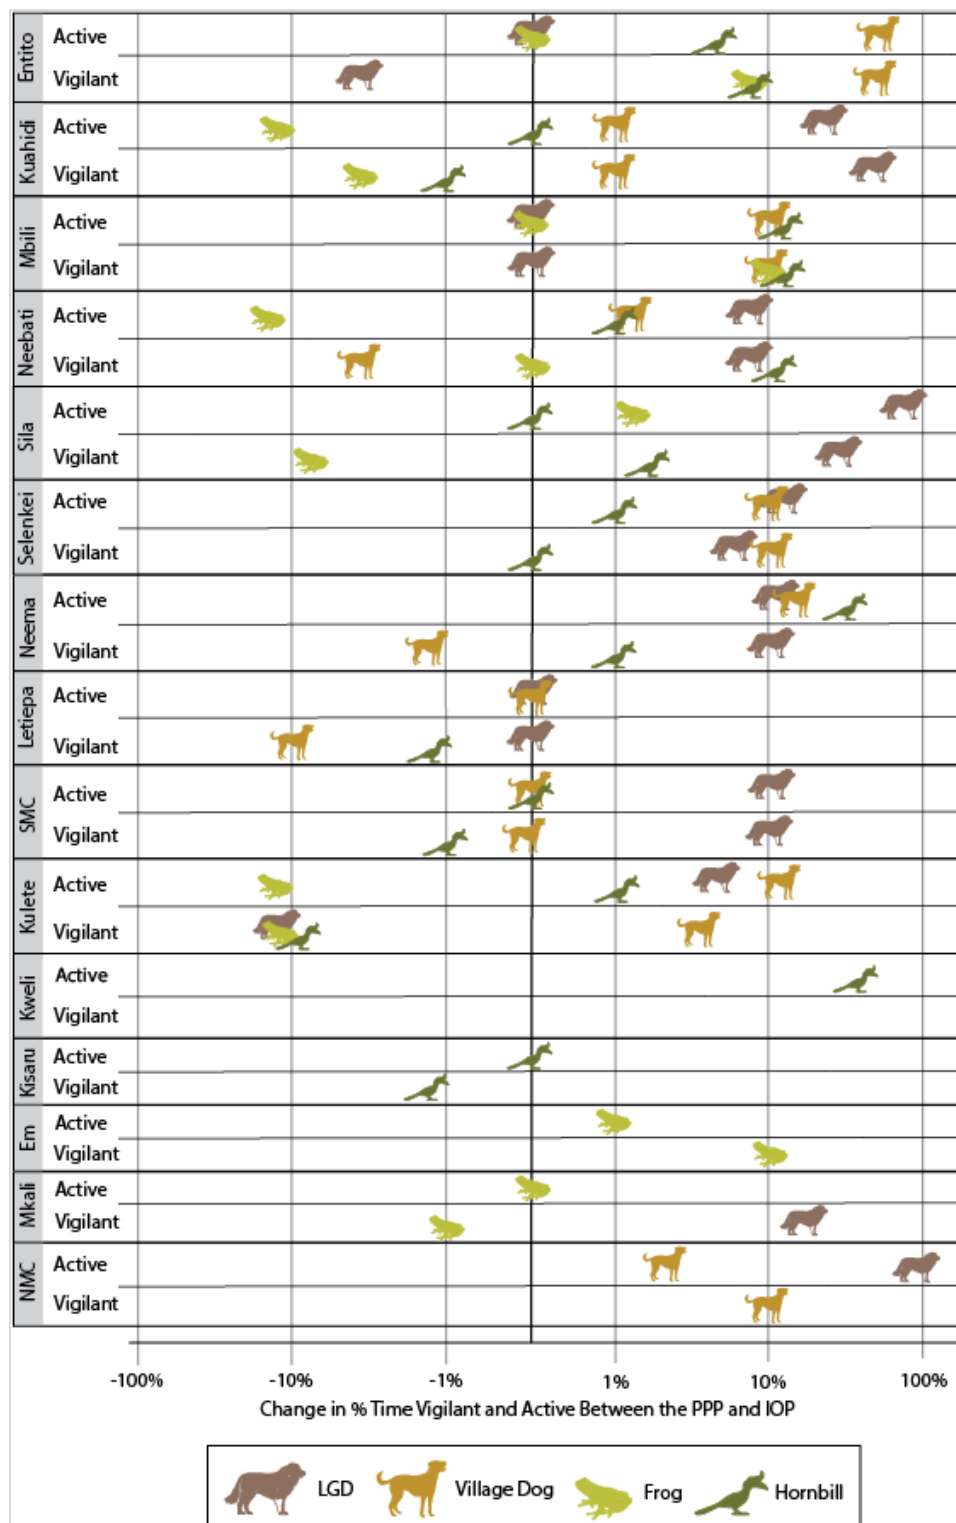 Entito
Active
Vigilant
Kuahidi
Active
Vigilant
Mbili
Active
Vigilant
Neebati
Active
Vigilant
Sila
Active
Vigilant
Selenkei
Active
Vigilant
Neema
Active
Vigilant
Letiepa
Active
Vigilant
SMC
Active
Vigilant
Kulete
Active
Vigilant
Kweli
Active
Vigilant
Kisaru
Active
Vigilant
Em
Active
Vigilant
Mkali
Active
Vigilant
NMC
Active
Vigilant
-100% -10% -1% 1% 10% 100%
Change in % Time Vigilant and Active Between the PPP and IOP
LGD Village Dog Frog Hornbill